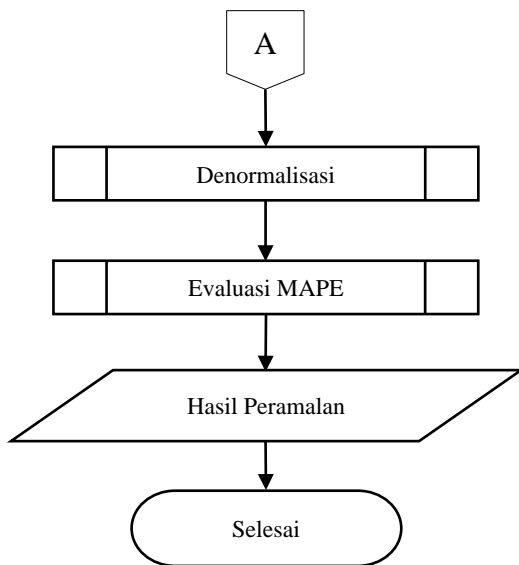 A
Denormalisasi
Evaluasi MAPE
Hasil Peramalan
Selesai